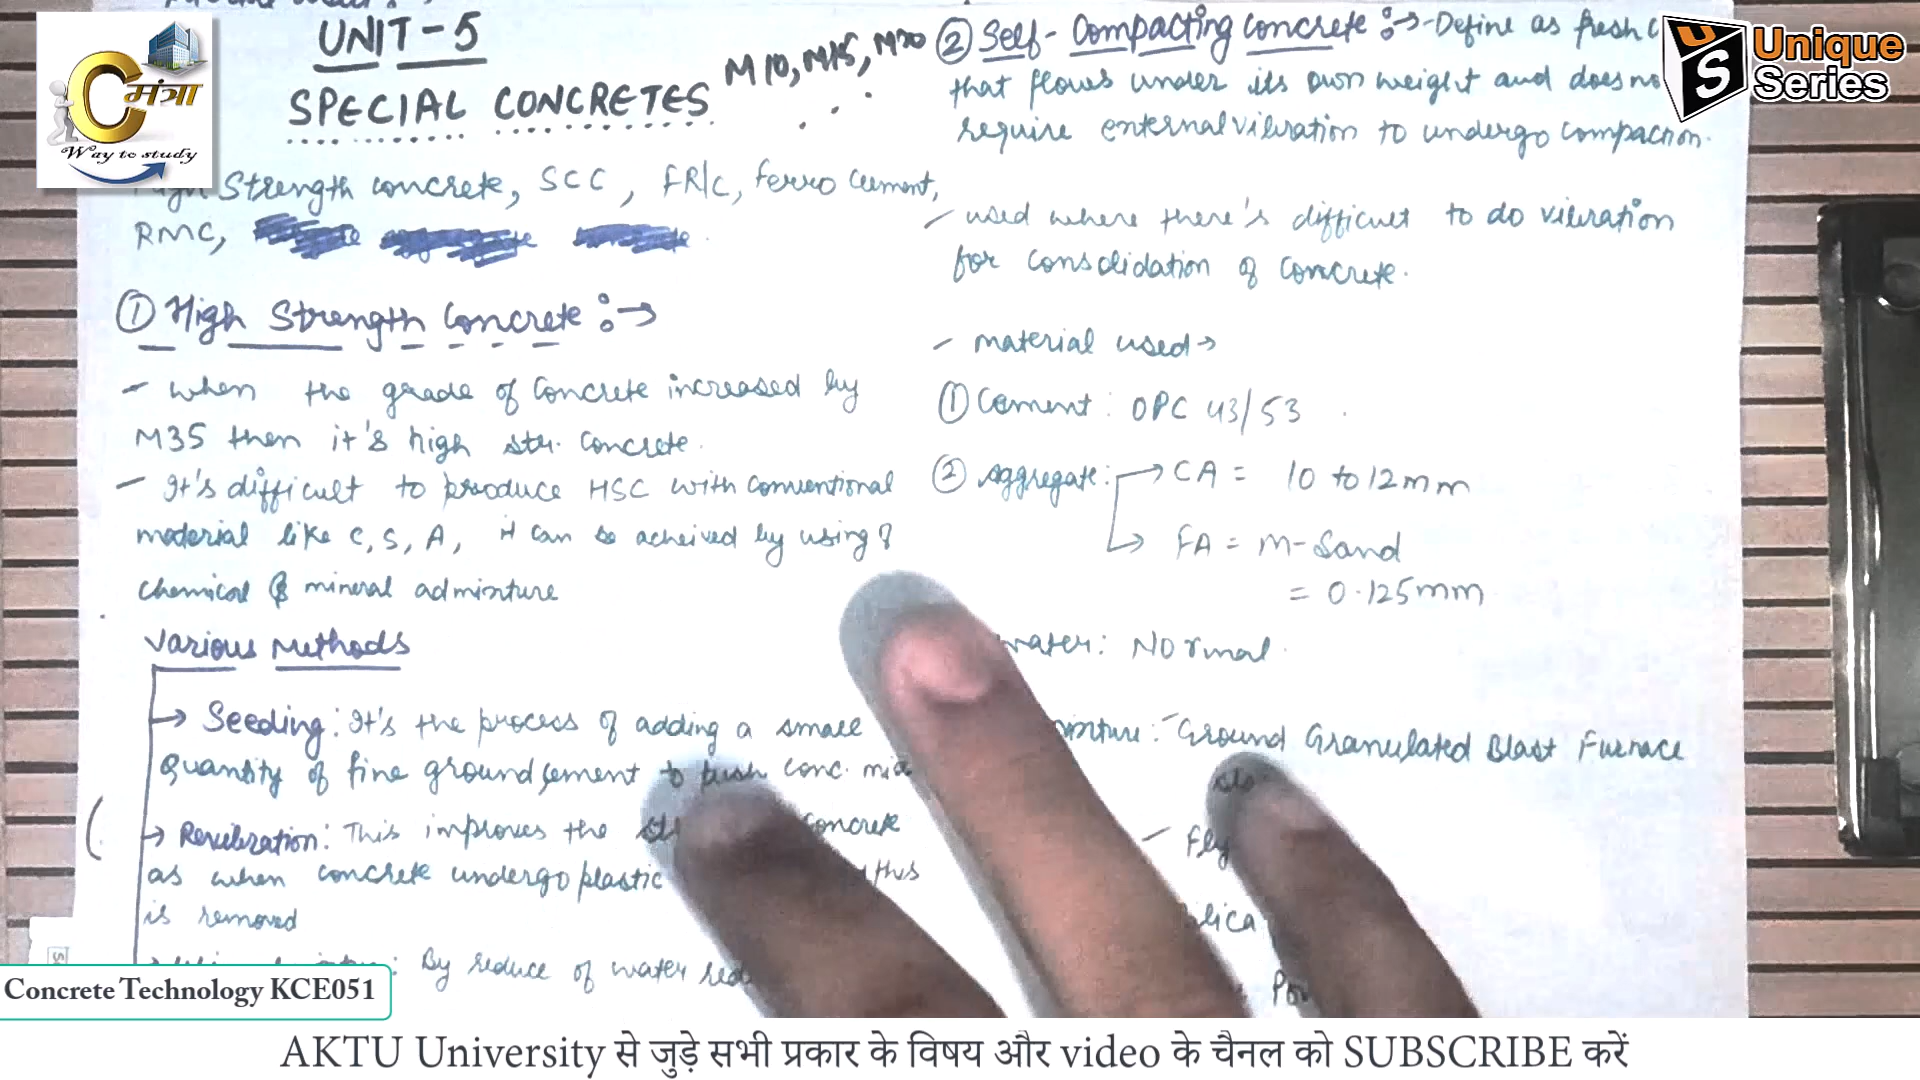 UNIT-5
SPECIAL CONCRETES
M10, M15, M20
Strength concrete, SCC, FR/C, Ferro Cement,
RMC,
① High Strength Concrete :→
- when the grade of Concrete increased by
M35 then it's high str. Concrete.
- It's difficult to produce HSC with conventional
material like C, S, A, it can be acheived by using
Chemical & mineral admixture
Various Methods
→ Seeding: It's the process of adding a small
Quantity of fine ground cement to fresh conc. mix
→ Revibration: This improves the concrete
as when concrete undergo plastic this
is removed
: By reduce of water
② Self-Compacting Concrete :→ Define as fresh
that flows under its own weight and does no
require external vibration to undergo compaction.
- used where there's difficult to do vibration
for consolidation of concrete.
- material used →
① Cement: OPC 43/53
② Aggregate: → CA = 10 to 12mm
→ FA = M-Sand
= 0.125mm
water: Normal
Ground Granulated Blast Furnace
- Fly
Cमंत्रा
Way to study
US Unique Series
Concrete Technology KCE051
AKTU University से जुड़े सभी प्रकार के विषय और video के चैनल को SUBSCRIBE करें